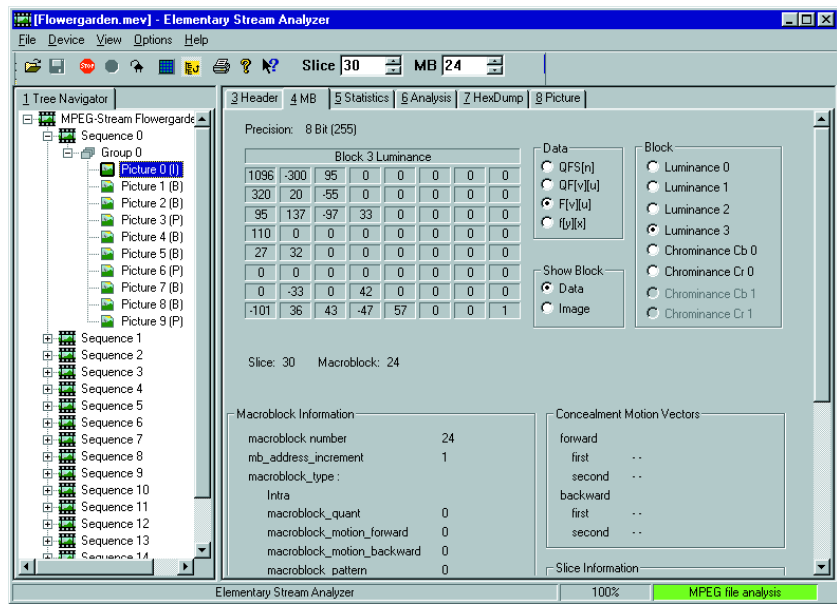 [Flowergarden.mev] - Elementary Stream Analyzer
File Device View Options Help
STOP Slice 30 MB 24
1 Tree Navigator
MPEG-Stream Flowergarde
Sequence 0
Group 0
Picture 0 (I)
Picture 1 (B)
Picture 2 (B)
Picture 3 (P)
Picture 4 (B)
Picture 5 (B)
Picture 6 (P)
Picture 7 (B)
Picture 8 (B)
Picture 9 (P)
Sequence 1
Sequence 2
Sequence 3
Sequence 4
Sequence 5
Sequence 6
Sequence 7
Sequence 8
Sequence 9
Sequence 10
Sequence 11
Sequence 12
Sequence 13
Sequence 14
3 Header 4 MB 5 Statistics 6 Analysis 7 HexDump 8 Picture
Precision: 8 Bit (255)
Block 3 Luminance
1096 -300 95 0 0 0 0 0
320 20 -55 0 0 0 0 0
95 137 -97 33 0 0 0 0
110 0 0 0 0 0 0 0
27 32 0 0 0 0 0 0
0 0 0 0 0 0 0 0
0 -33 0 42 0 0 0 0
-101 36 43 -47 57 0 0 1
Data
QFS[n]
QF[v][u]
F[v][u]
f[y][x]
Show Block
Data
Image
Block
Luminance 0
Luminance 1
Luminance 2
Luminance 3
Chrominance Cb 0
Chrominance Cr 0
Chrominance Cb 1
Chrominance Cr 1
Slice: 30 Macroblock: 24
Macroblock Information
macroblock number 24
mb_address_increment 1
macroblock_type :
Intra
macroblock_quant 0
macroblock_motion_forward 0
macroblock_motion_backward 0
macroblock_pattern 0
Concealment Motion Vectors
forward
first - -
second - -
backward
first - -
second - -
Slice Information
Elementary Stream Analyzer 100% MPEG file analysis